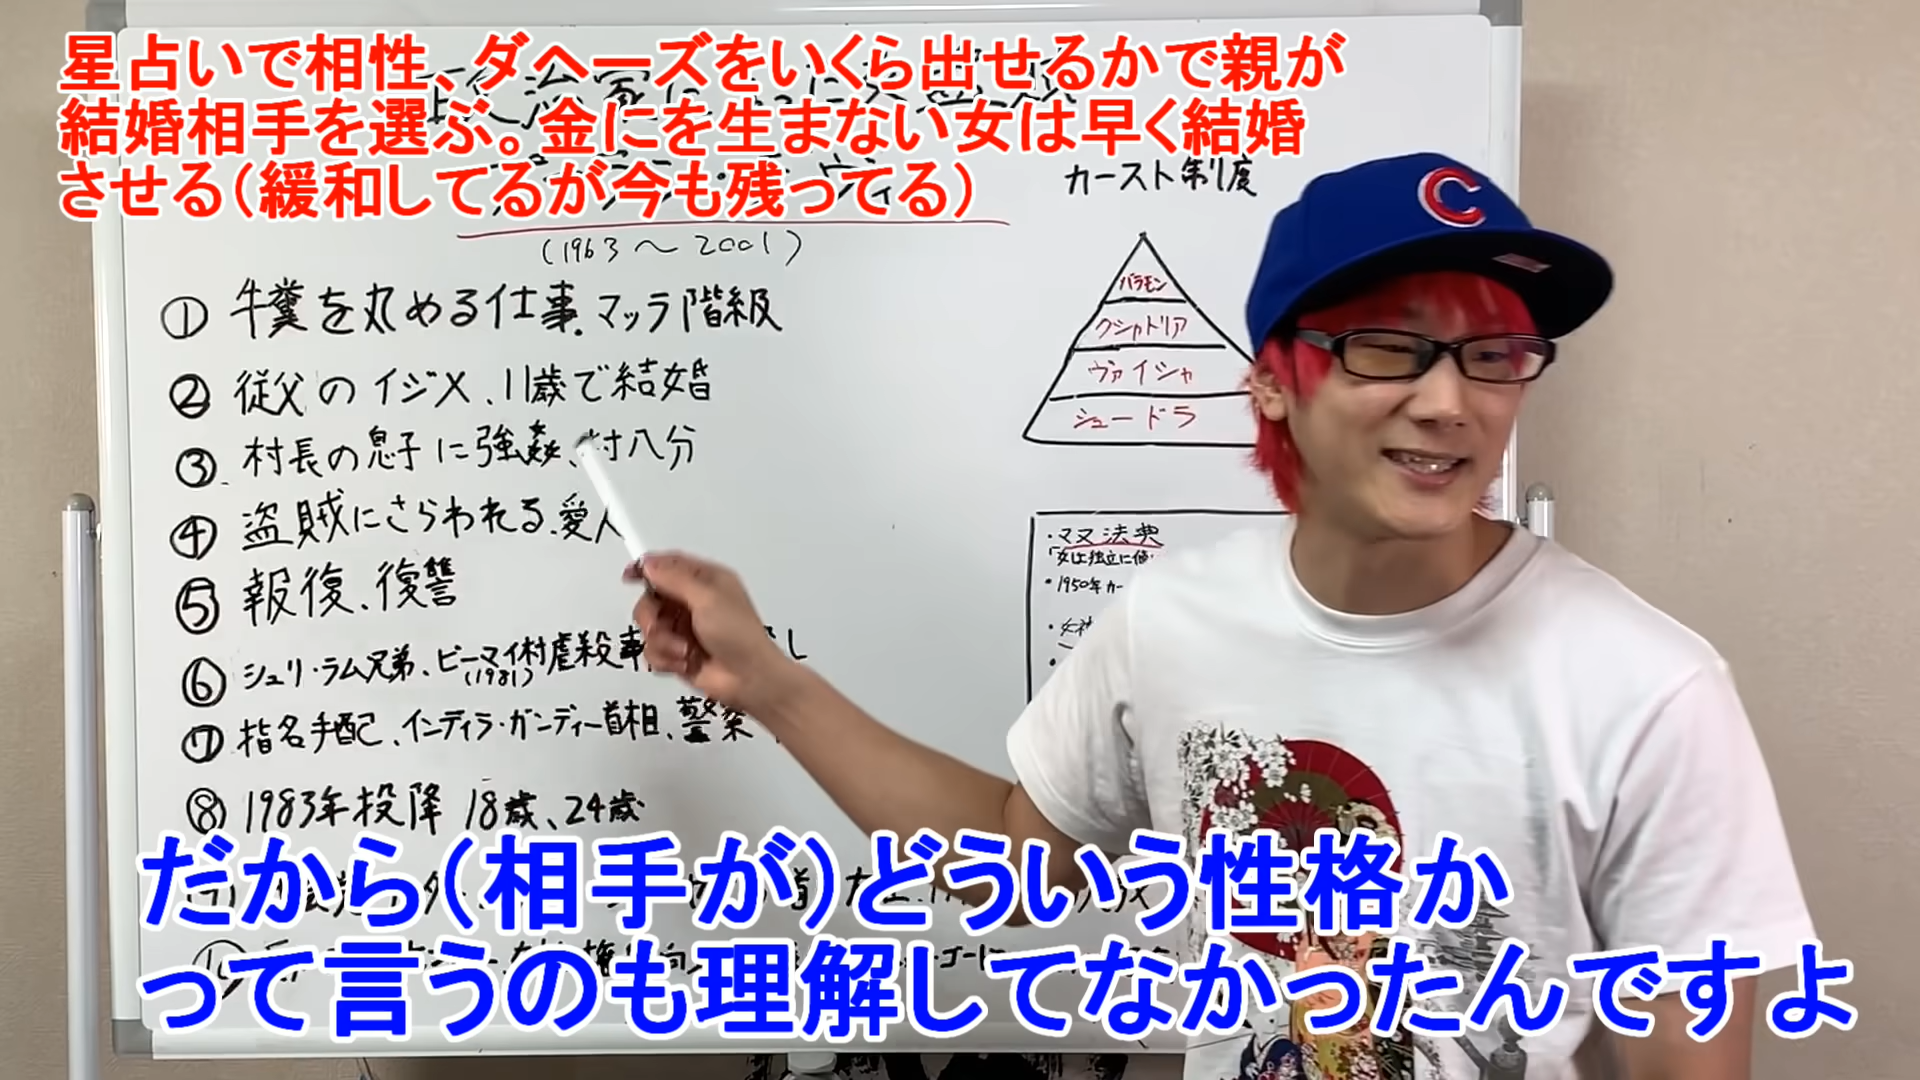 星占いで相性、ダヘーズをいくら出せるかで親が
結婚相手を選ぶ。金にを生まない女は早く結婚
させる（緩和してるが今も残ってる）
(1963〜2001)
① 牛糞を丸める仕事、マッラ階級
② 従父のイジメ、11歳で結婚
③ 村長の息子に強姦、村八分
④ 盗賊にさらわれる、愛人
⑤ 報復、復讐
⑥ シュリ・ラム兄弟、ビーマイ村虐殺事
(1981)
⑦ 指名手配、インディラ・ガンディー首相、警察
⑧ 1983年投降 18歳、24歳
カースト制度
バラモン
クシャトリア
ヴァイシャ
シュードラ
・マヌ法典
「女は独立に値
・1950年カー
・女神
C
だから（相手が）どういう性格か
って言うのも理解してなかったんですよ